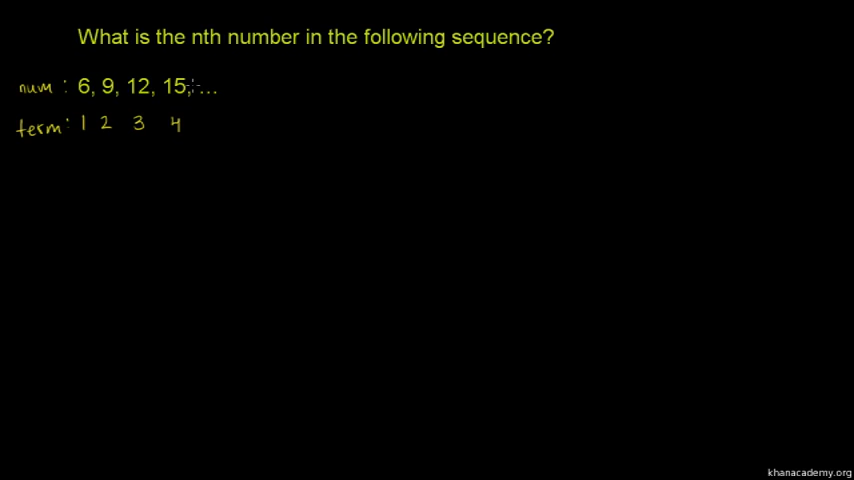 What is the nth number in the following sequence?
num : 6, 9, 12, 15, ...
term: 1 2 3 4
khanacademy.org